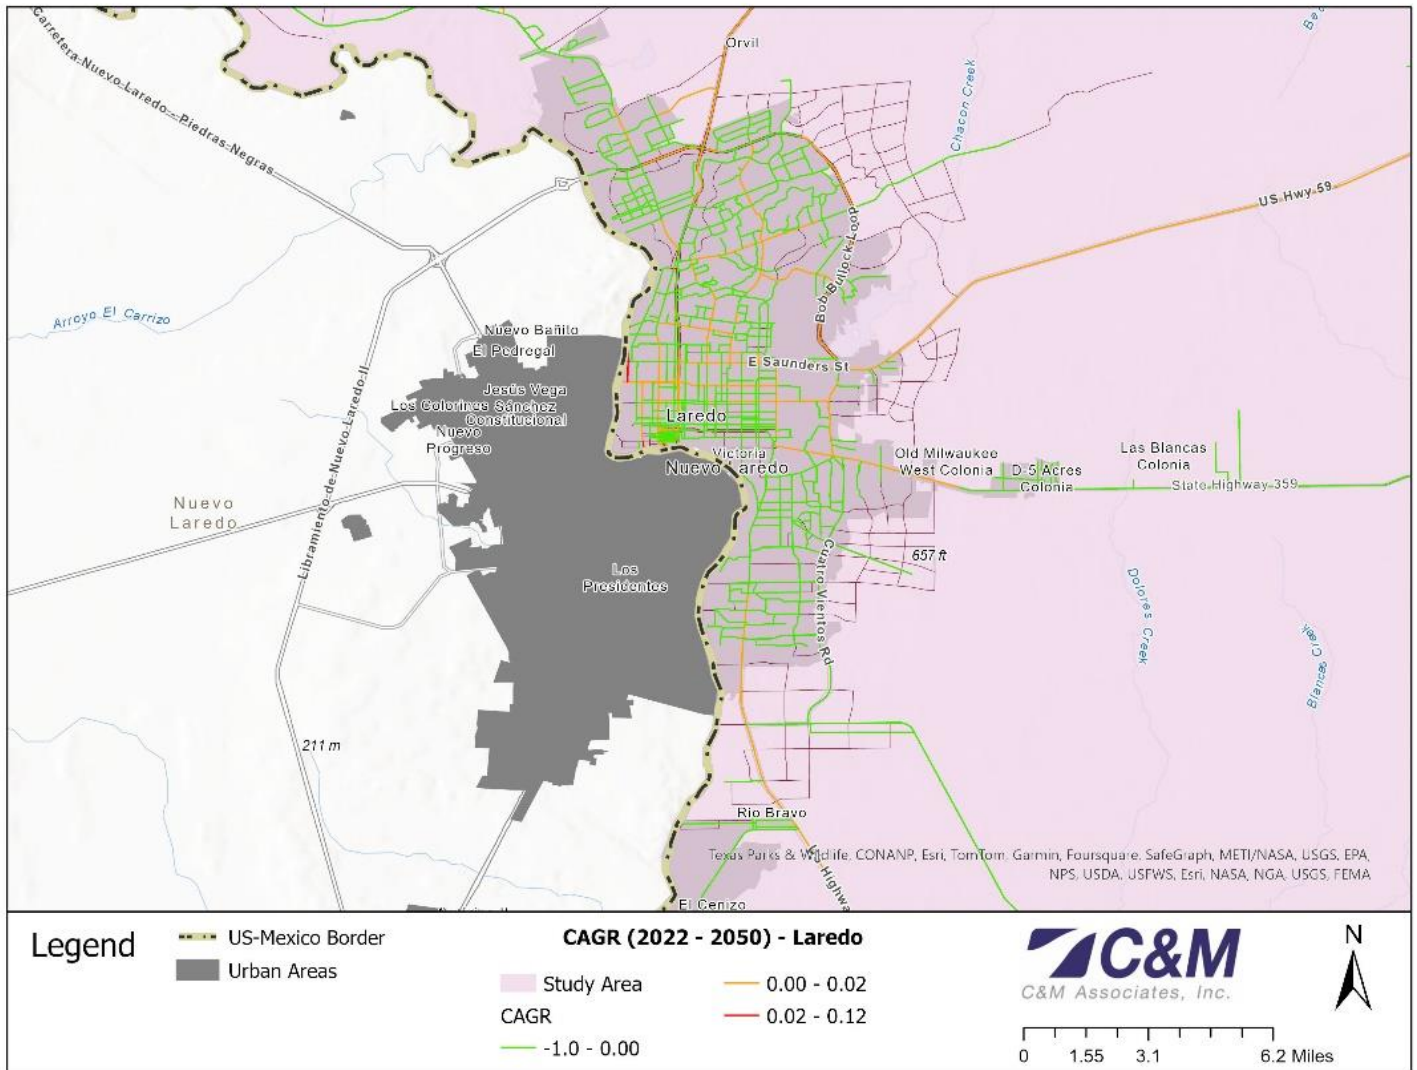 Carretera Nuevo Laredo - Piedras Negras
Orvil
Chacon Creek
US Hwy 59
Bob Bullock Loop
Arroyo El Carrizo
Nuevo Bañito
El Pedregal
E Saunders St
Libramiento de Nuevo Laredo II
Jesús Vega
Sánchez
Constitucional
Los Colorines
Nuevo
Progreso
Laredo
Victoria
Nuevo Laredo
Old Milwaukee
West Colonia
D-5 Acres
Colonia
Las Blancas
Colonia
State Highway 359
Nuevo
Laredo
657 ft
Cuatro Vientos Rd
Los
Presidentes
Dolores Creek
Blancas Creek
211 m
Rio Bravo
Texas Parks & Wildlife, CONANP, Esri, TomTom, Garmin, Foursquare, SafeGraph, METI/NASA, USGS, EPA,
NPS, USDA, USFWS, Esri, NASA, NGA, USGS, FEMA
El Cenizo
Legend
US-Mexico Border
Urban Areas
CAGR (2022 - 2050) - Laredo
Study Area
CAGR
-1.0 - 0.00
0.00 - 0.02
0.02 - 0.12
C&M
C&M Associates, Inc.
N
0 1.55 3.1 6.2 Miles